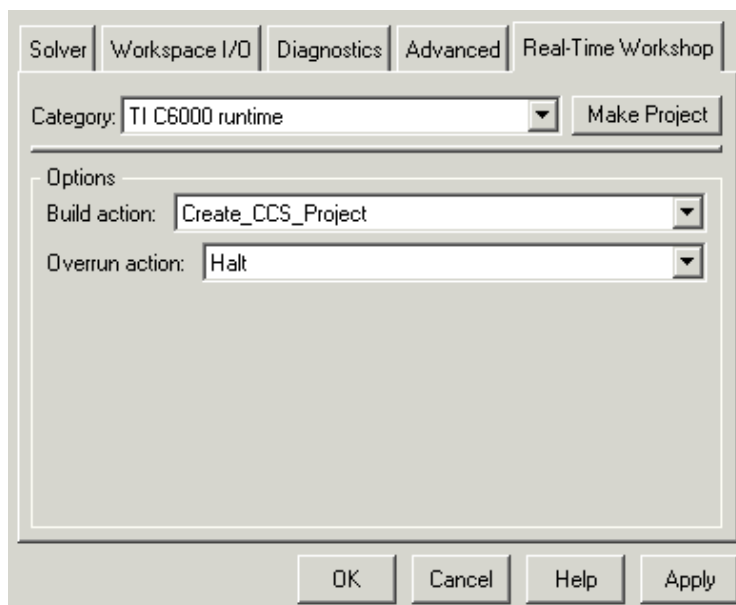 Solver Workspace I/O Diagnostics Advanced Real-Time Workshop
Category: TI C6000 runtime Make Project
Options
Build action: Create_CCS_Project
Overrun action: Halt
OK Cancel Help Apply